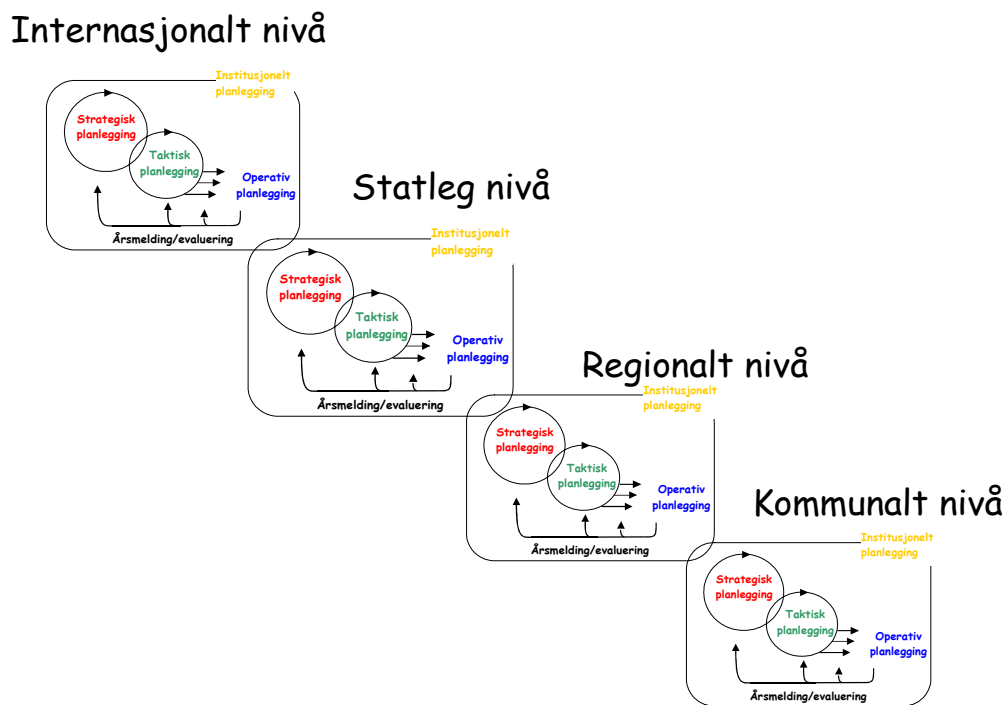 Internasjonalt nivå
Institusjonelt
planlegging
Strategisk
planlegging
Taktisk
planlegging
Operativ
planlegging
Årsmelding/evaluering
Statleg nivå
Institusjonelt
planlegging
Strategisk
planlegging
Taktisk
planlegging
Operativ
planlegging
Årsmelding/evaluering
Regionalt nivå
Institusjonelt
planlegging
Strategisk
planlegging
Taktisk
planlegging
Operativ
planlegging
Årsmelding/evaluering
Kommunalt nivå
Institusjonelt
planlegging
Strategisk
planlegging
Taktisk
planlegging
Operativ
planlegging
Årsmelding/evaluering